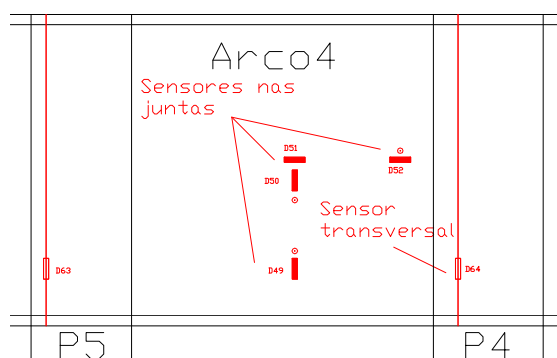 Arco4
Sensores nas
juntas
D51
D52
D50
Sensor
transversal
D63
D49
D64
P5
P4